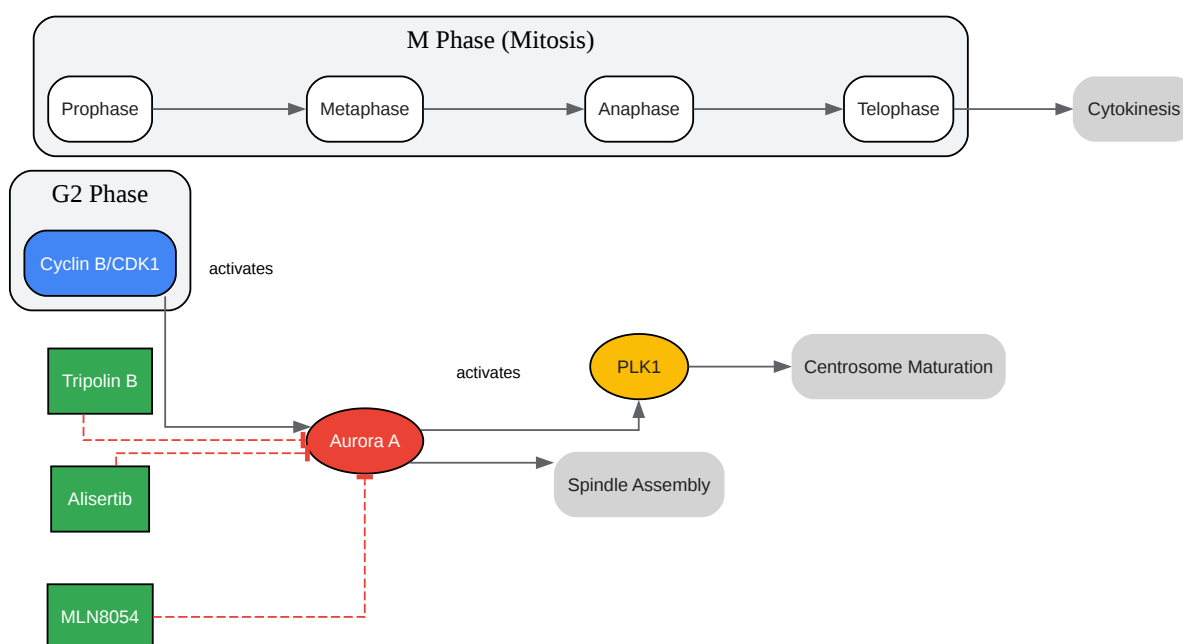 M Phase (Mitosis)
Prophase
Metaphase
Anaphase
Telophase
Cytokinesis
G2 Phase
Cyclin B/CDK1
activates
Tripolin B
activates
PLK1
Centrosome Maturation
Aurora A
Alisertib
Spindle Assembly
MLN8054